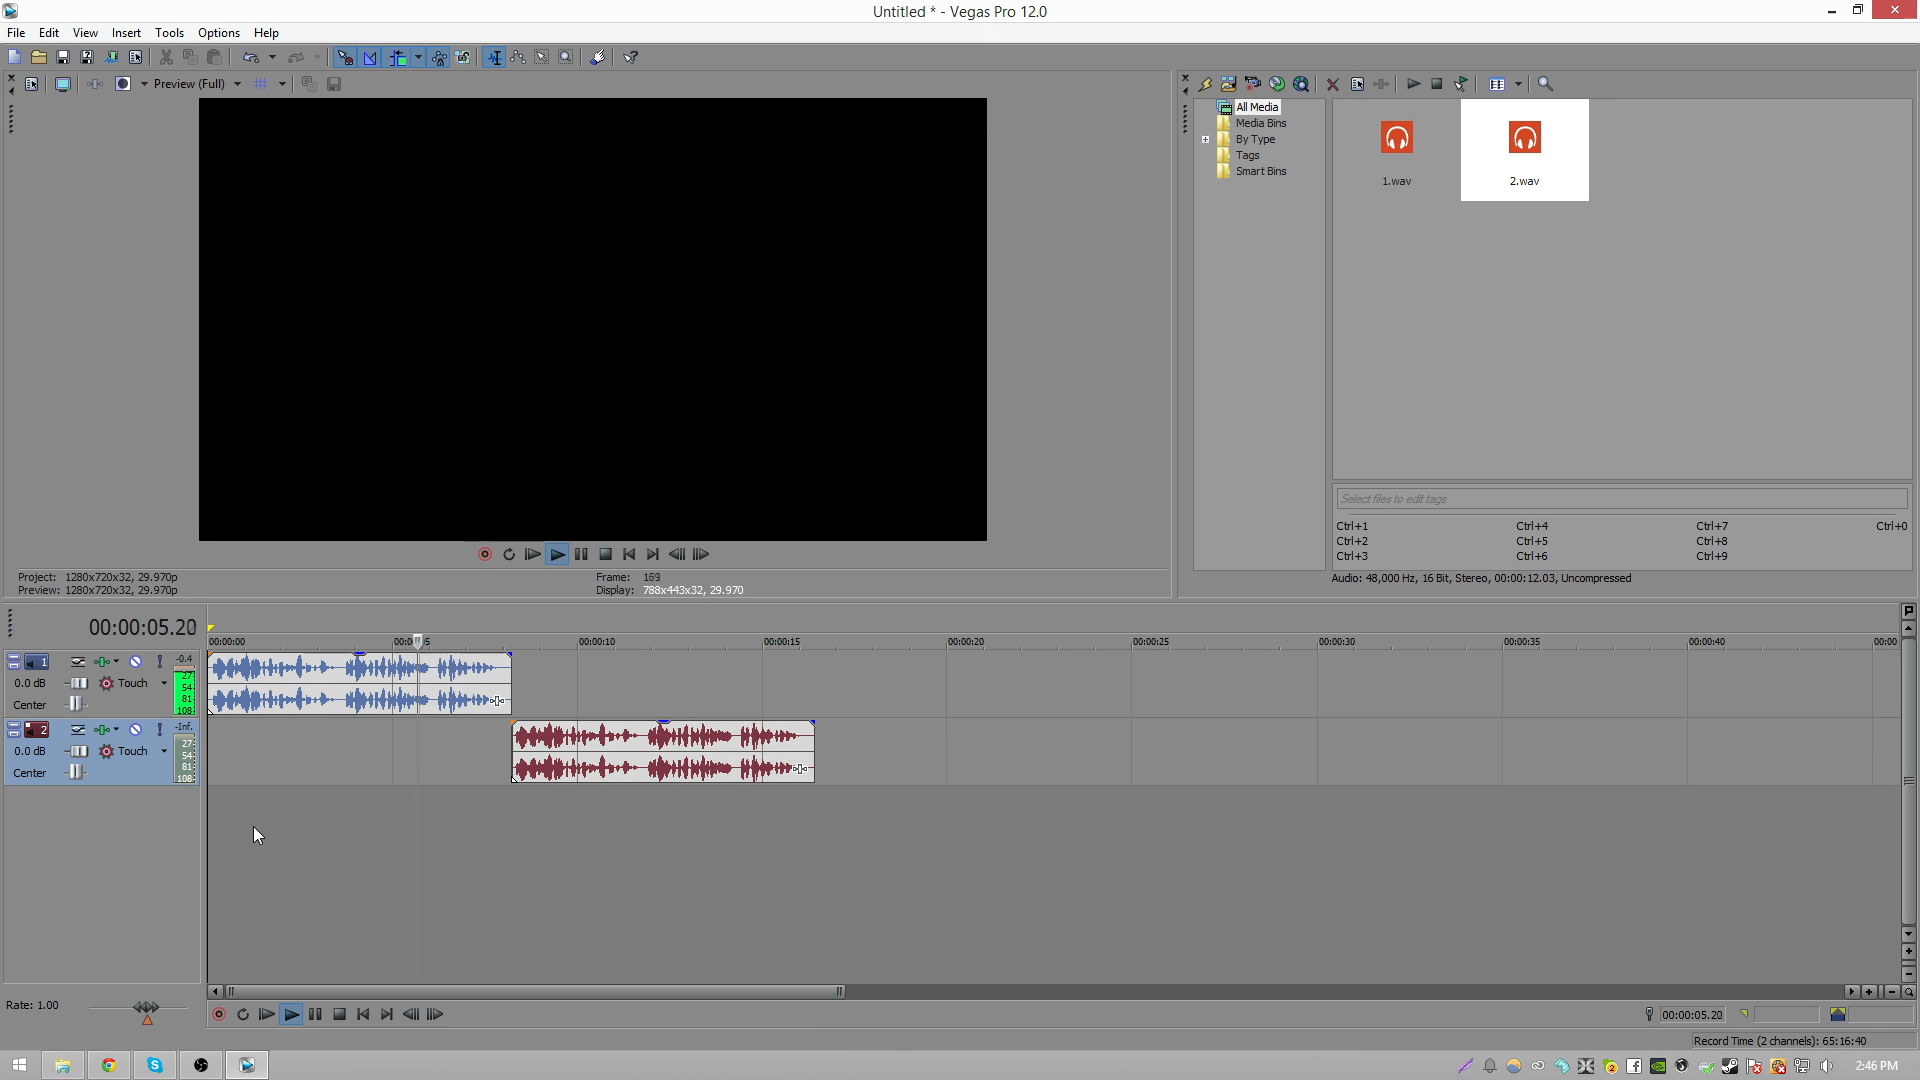 Untitled * - Vegas Pro 12.0
File Edit View Insert Tools Options Help
Preview (Full)
All Media
Media Bins
By Type
Tags
Smart Bins
1.wav
2.wav
Select files to edit tags
Ctrl+1 Ctrl+4 Ctrl+7 Ctrl+0
Ctrl+2 Ctrl+5 Ctrl+8
Ctrl+3 Ctrl+6 Ctrl+9
Audio: 48,000 Hz, 16 Bit, Stereo, 00:00:12.03, Uncompressed
Project: 1280x720x32, 29.970p
Preview: 1280x720x32, 29.970p
Frame: 169
Display: 788x443x32, 29.970
00:00:05.20
00:00:00 00:00:10 00:00:15 00:00:20 00:00:25 00:00:30 00:00:35 00:00:40 00:00
1 -0.4
0.0 dB Touch
Center
27
54
81
108
2 -Inf.
0.0 dB Touch
Center
27
54
81
108
Rate: 1.00
00:00:05.20
Record Time (2 channels): 65:16:40
2:46 PM